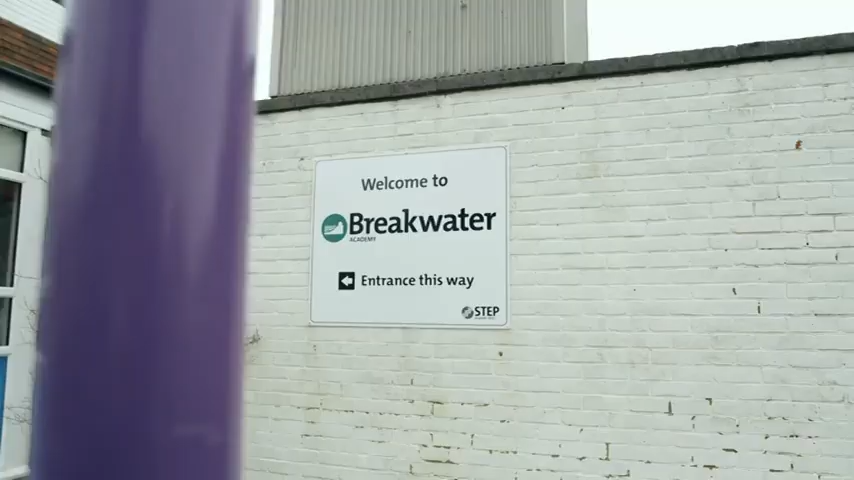 Welcome to
Breakwater
ACADEMY
Entrance this way
STEP